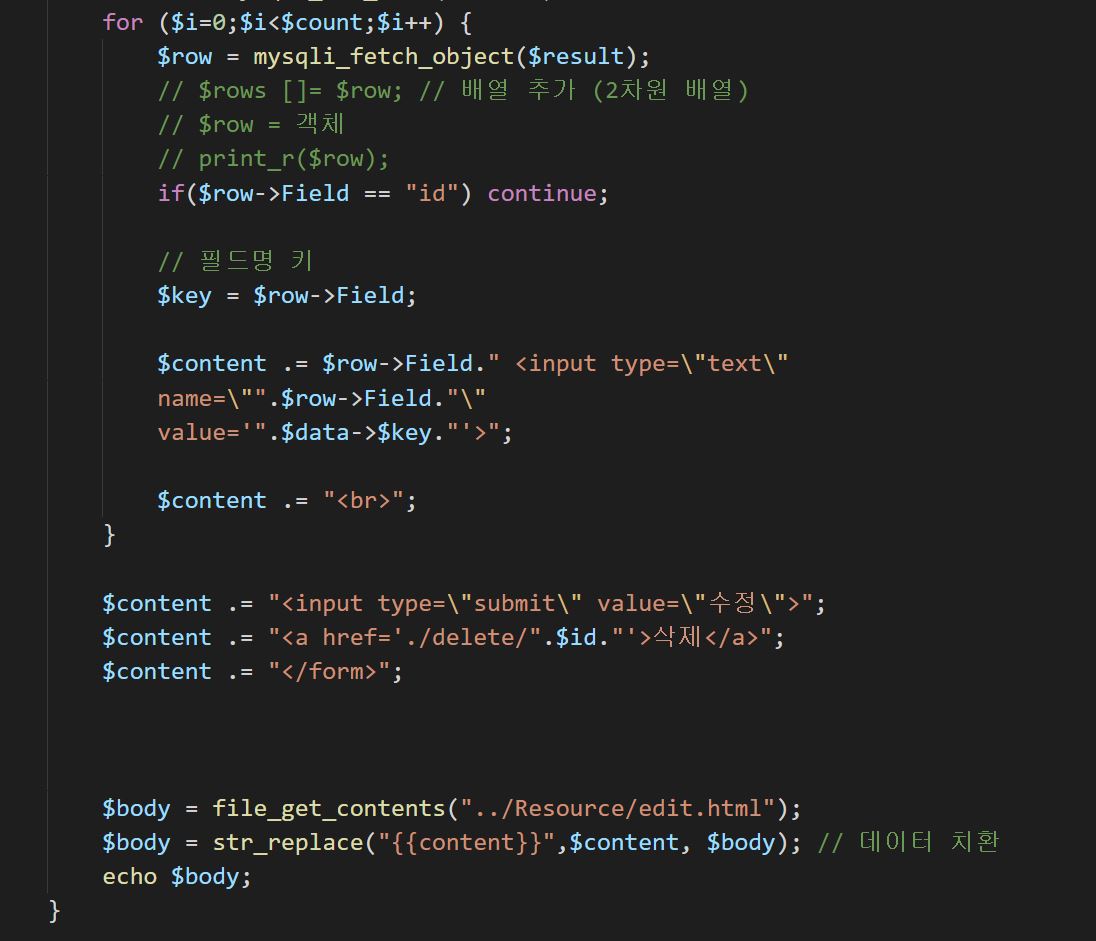 for ($i=0;$i<$count;$i++) {
$row = mysqli_fetch_object($result);
// $rows []= $row; // 배열 추가 (2차원 배열)
// $row = 객체
// print_r($row);
if($row->Field == "id") continue;
// 필드명 키
$key = $row->Field;
$content .= $row->Field." <input type=\"text\"
name=\"".$row->Field."\"
value='".$data->$key."'>";
$content .= "<br>";
}
$content .= "<input type=\"submit\" value=\"수정\">";
$content .= "<a href='./delete/".$id."'>삭제</a>";
$content .= "</form>";
$body = file_get_contents("../Resource/edit.html");
$body = str_replace("{{content}}",$content, $body); // 데이터 치환
echo $body;
}